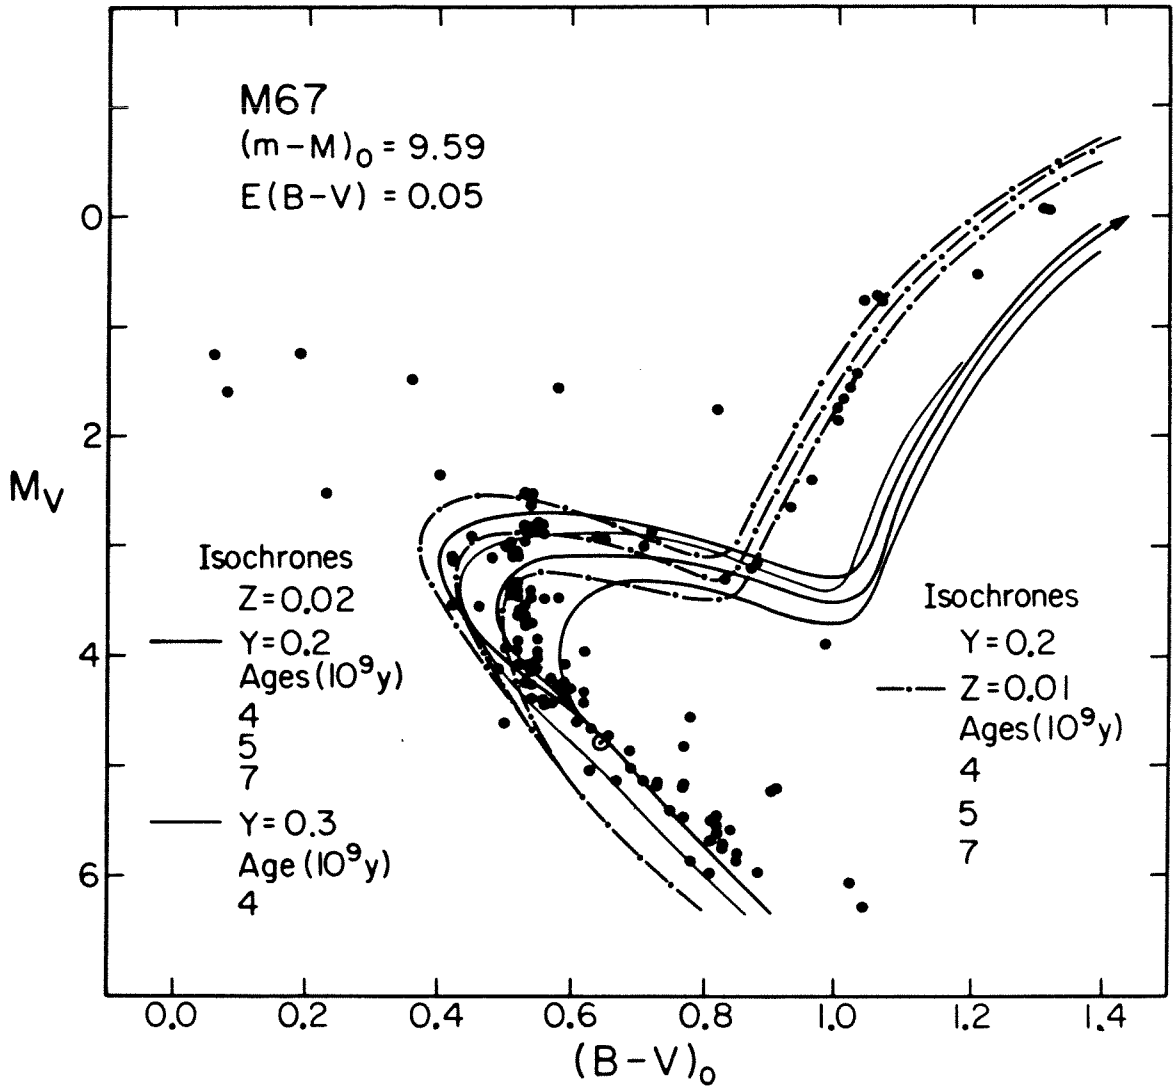 M67
(m-M)₀ = 9.59
E(B-V) = 0.05
0
2
4
6
M_V
Isochrones
Z=0.02
Y=0.2
Ages(10⁹y)
4
5
7
Y=0.3
Age(10⁹y)
4
Isochrones
Y=0.2
Z=0.01
Ages(10⁹y)
4
5
7
0.0 0.2 0.4 0.6 0.8 1.0 1.2 1.4
(B-V)₀